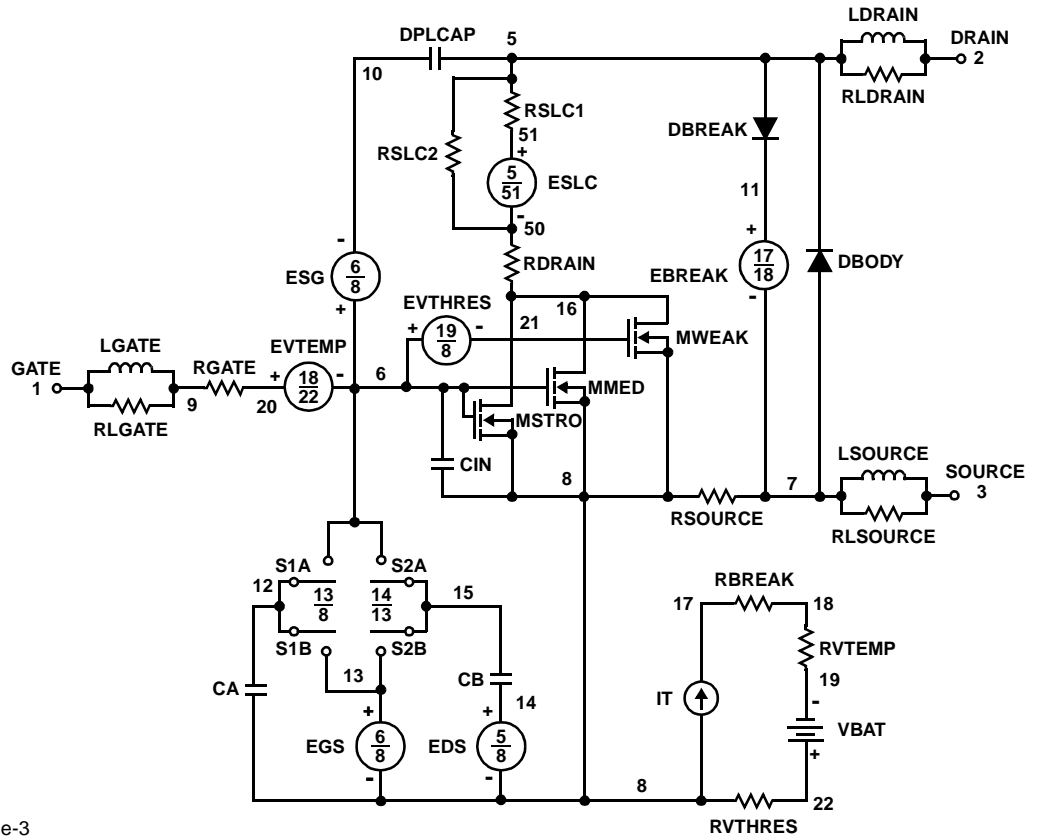 LDRAIN
DPLCAP
5
DRAIN
2
10
RLDRAIN
RSLC1
51
DBREAK
RSLC2
+
5
51
ESLC
11
-
50
-
+
RDRAIN
17
18
EBREAK
DBODY
ESG
6
8
EVTHRES
16
-
+
+
19
8
-
21
MWEAK
LGATE
EVTEMP
GATE
1
RGATE
+
18
22
-
6
MMED
9
20
MSTRO
RLGATE
LSOURCE
CIN
8
7
SOURCE
3
RSOURCE
RLSOURCE
S1A
S2A
12
13
8
14
13
15
RBREAK
17
18
S1B
S2B
RVTEMP
13
CB
CA
14
IT
19
-
+
+
VBAT
EGS
6
8
EDS
5
8
+
-
-
8
22
RVTHRES
e-3